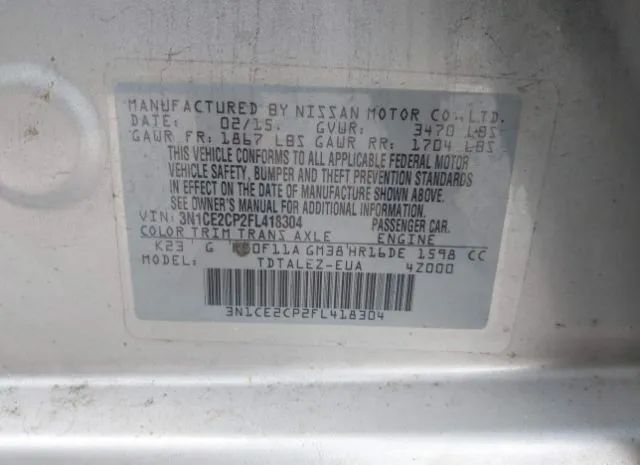 MANUFACTURED BY NISSAN MOTOR CO., LTD.
DATE: 02/15. GVWR: 3470 LBS
GAWR FR: 1867 LBS GAWR RR: 1704 LBS
THIS VEHICLE CONFORMS TO ALL APPLICABLE FEDERAL MOTOR
VEHICLE SAFETY, BUMPER AND THEFT PREVENTION STANDARDS
IN EFFECT ON THE DATE OF MANUFACTURE SHOWN ABOVE.
SEE OWNER'S MANUAL FOR ADDITIONAL INFORMATION.
VIN: 3N1CE2CP2FL418304 PASSENGER CAR.
COLOR TRIM TRANS AXLE ENGINE
K23 G 0F11A GM38 HR16DE 1598 CC
MODEL: TDTALEZ-EUA 4Z000
3N1CE2CP2FL418304